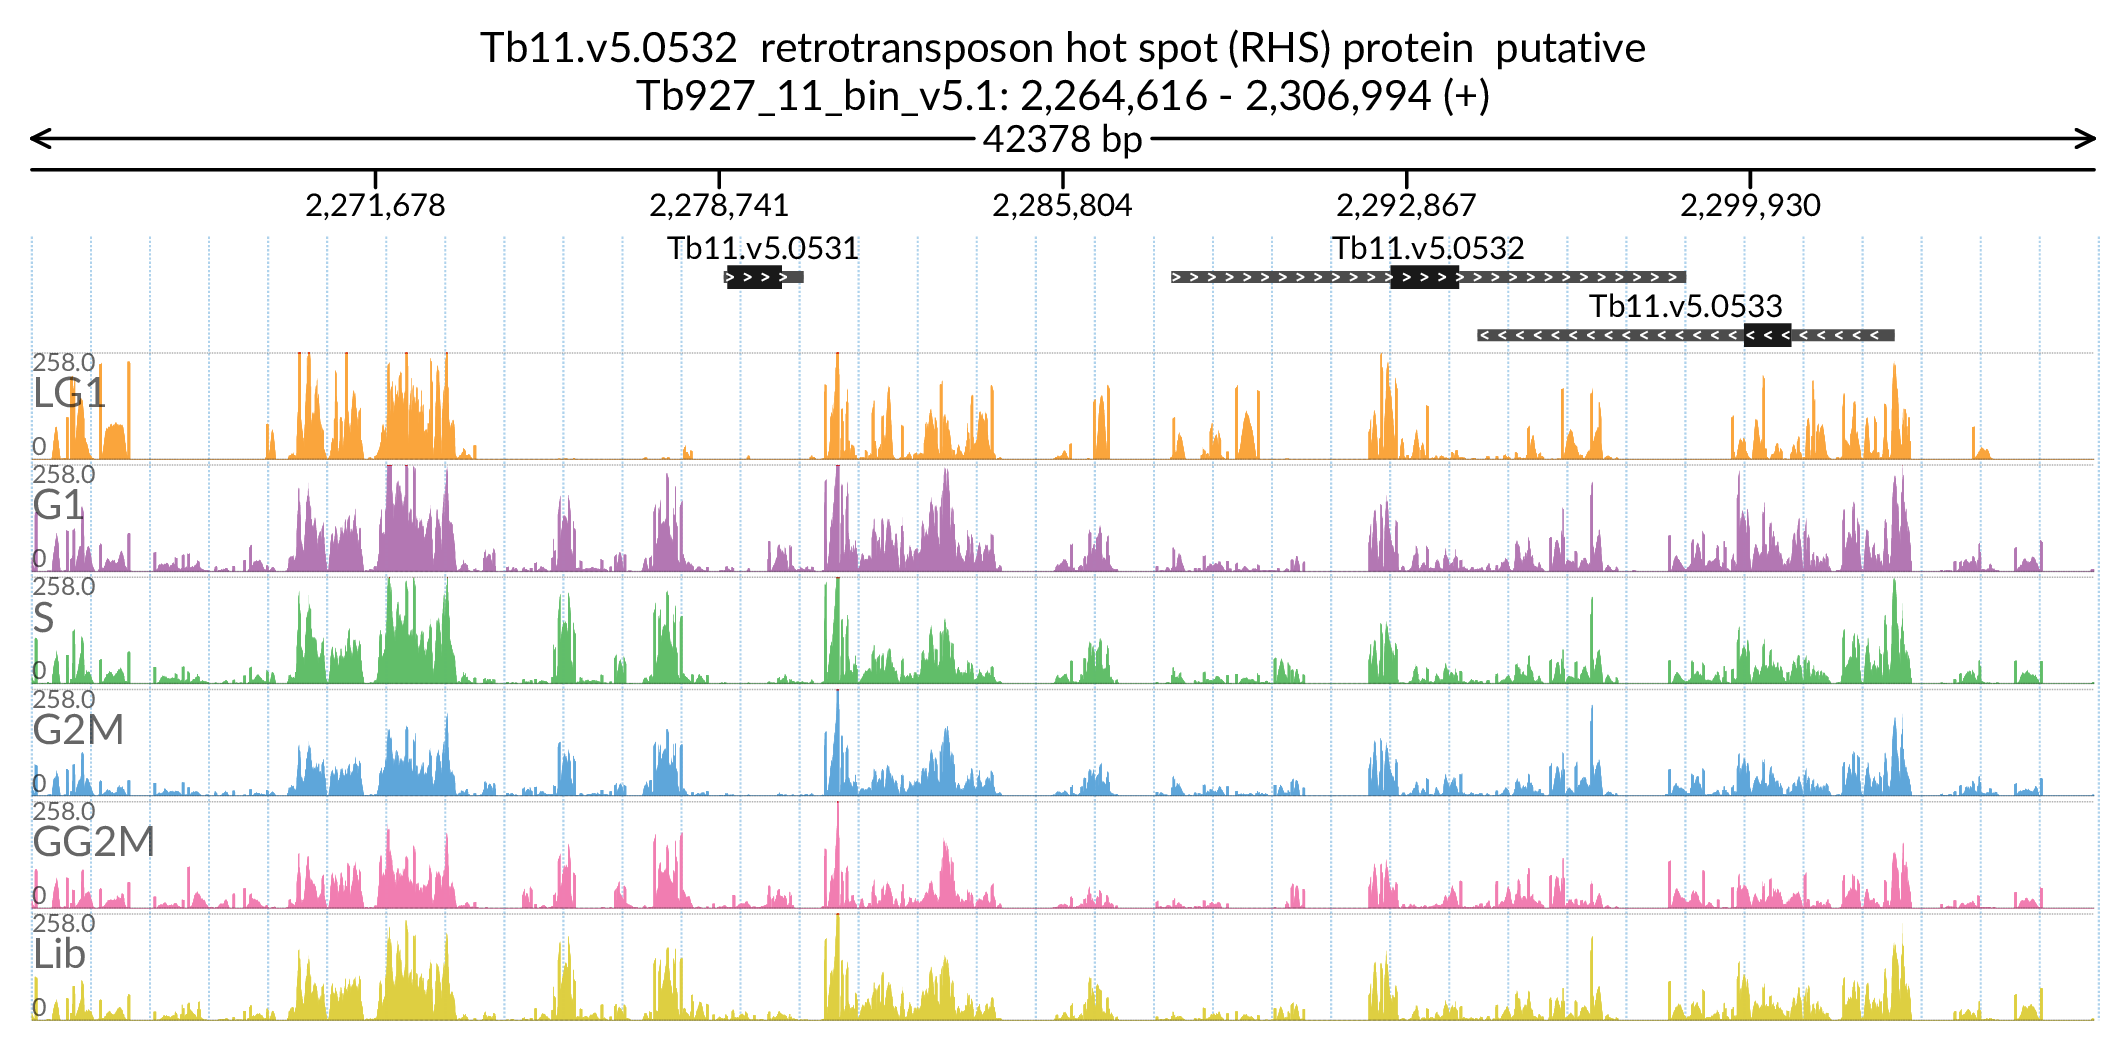 Tb11.v5.0532 retrotransposon hot spot (RHS) protein putative
Tb927_11_bin_v5.1: 2,264,616 - 2,306,994 (+)
42378 bp
2,271,678 2,278,741 2,285,804 2,292,867 2,299,930
Tb11.v5.0531 Tb11.v5.0532
Tb11.v5.0533
258.0
LG1
0
258.0
G1
0
258.0
S
0
258.0
G2M
0
258.0
GG2M
0
258.0
Lib
0